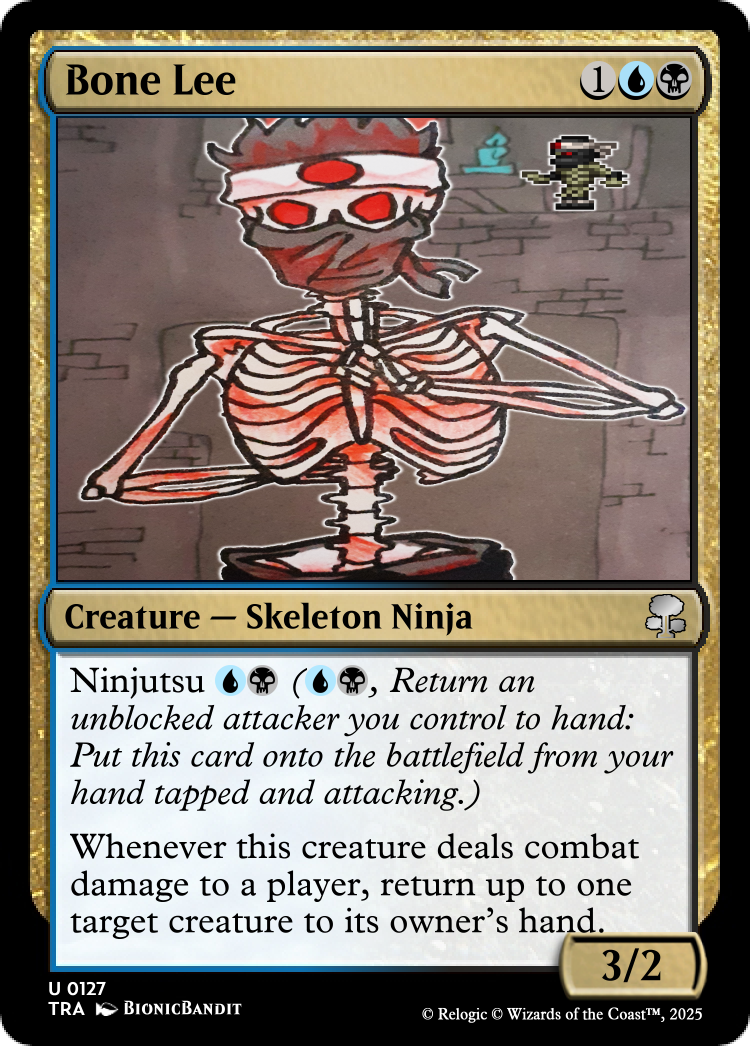 Bone Lee 1
Creature — Skeleton Ninja
Ninjutsu (, Return an
unblocked attacker you control to hand:
Put this card onto the battlefield from your
hand tapped and attacking.)
Whenever this creature deals combat
damage to a player, return up to one
target creature to its owner’s hand.
3/2
U 0127
TRA BionicBandit
© Relogic © Wizards of the Coast™, 2025